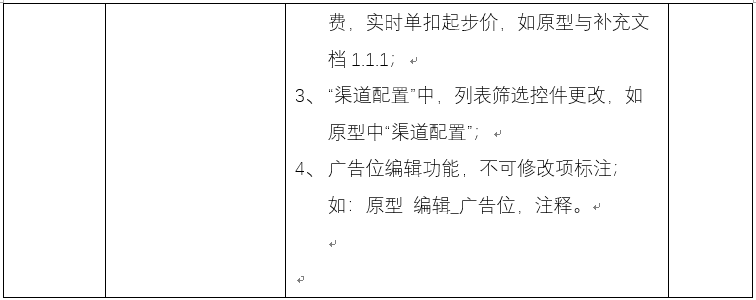 费，实时单扣起步价，如原型与补充文
档 1.1.1；
3、 “渠道配置”中，列表筛选控件更改，如
原型中“渠道配置”；
4、 广告位编辑功能，不可修改项标注；
如：原型 编辑_广告位，注释。